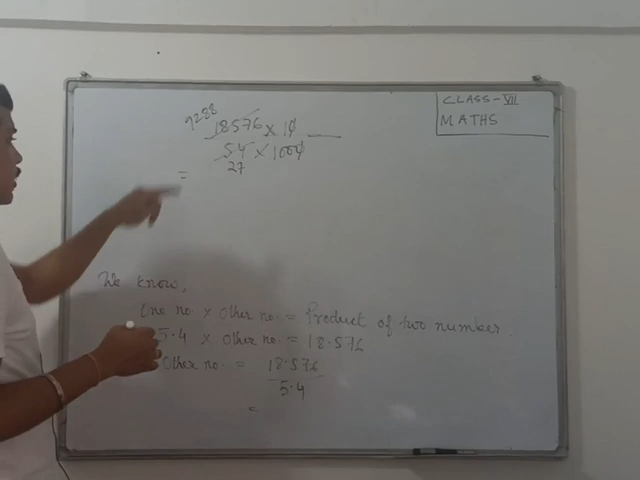 CLASS-VII
MATHS
9288
18576 x 10
54 x 1000
27
=
We know,
One no. x Other no. = Product of two number.
5.4 x Other no. = 18.576
Other no. = 18.576
5.4
=